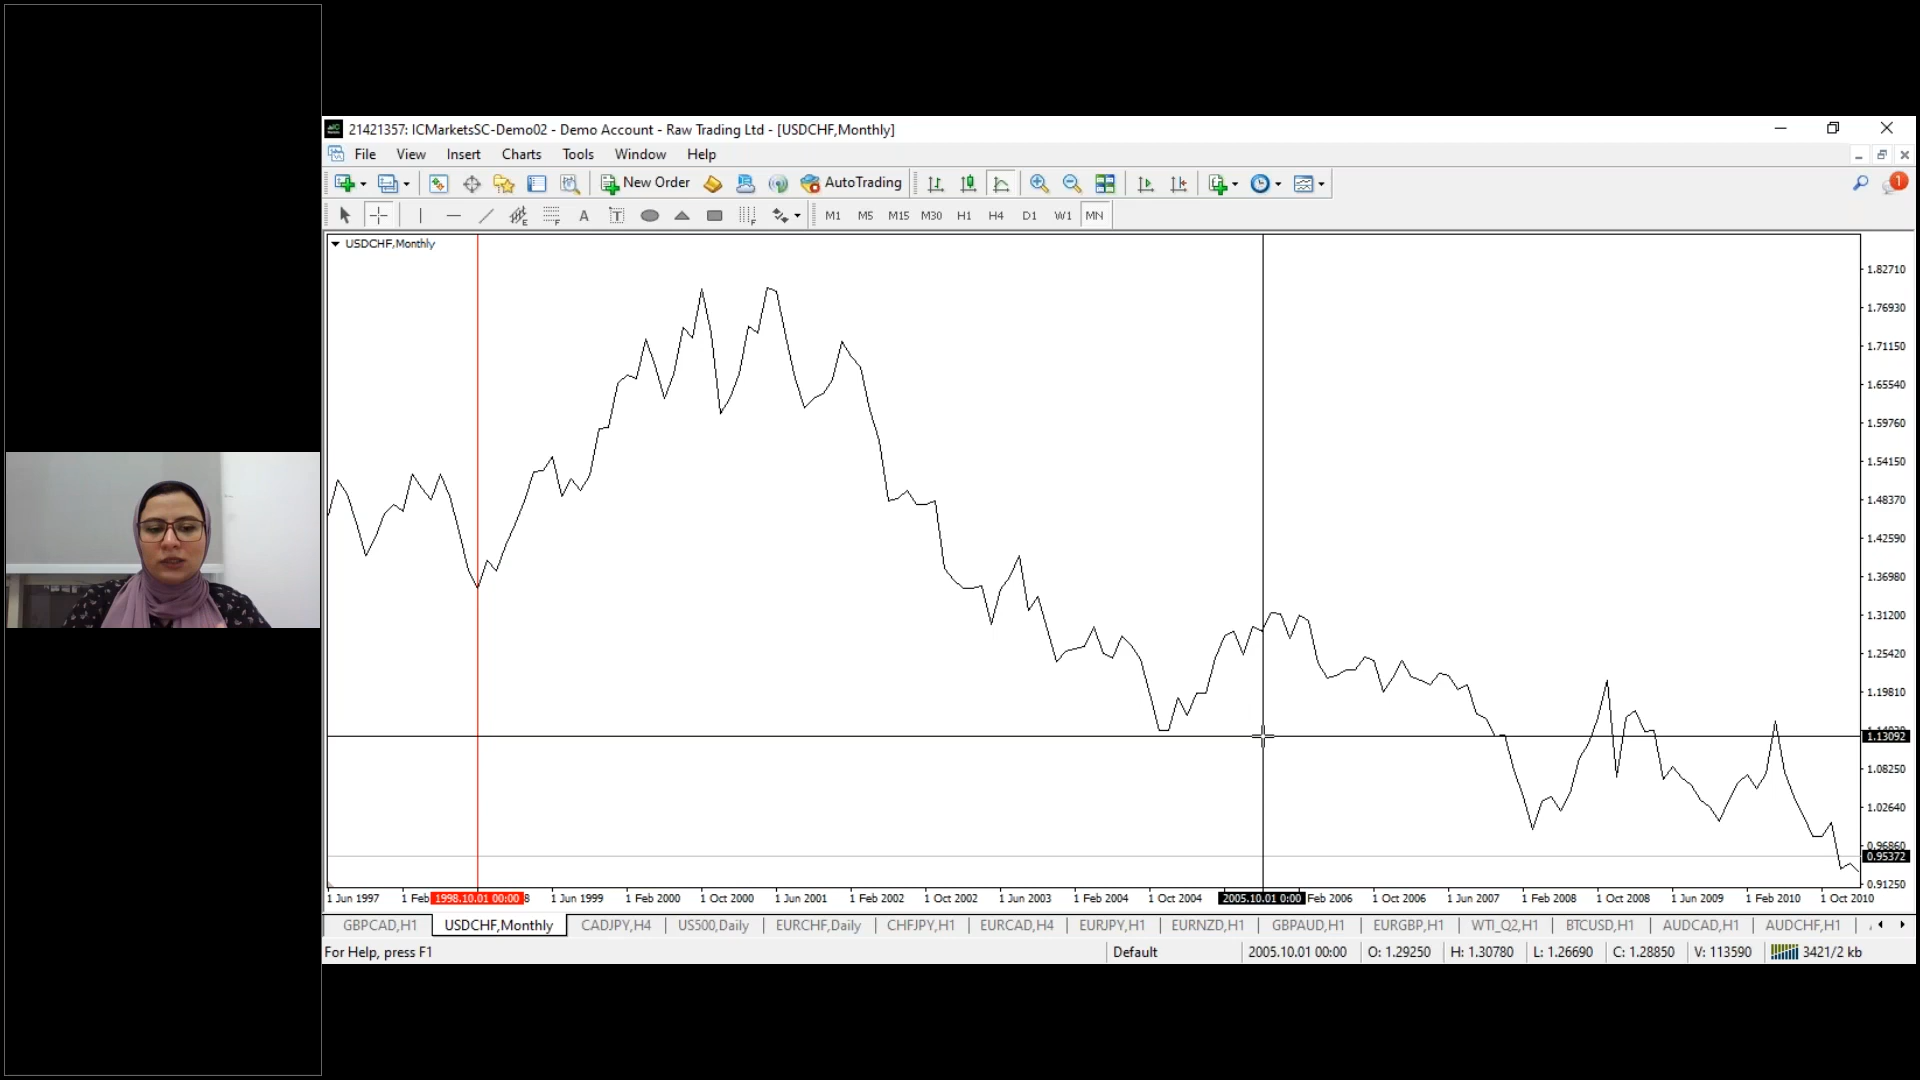 21421357: ICMarketsSC-Demo02 - Demo Account - Raw Trading Ltd - [USDCHF,Monthly]
File View Insert Charts Tools Window Help
New Order AutoTrading 1
A T M1 M5 M15 M30 H1 H4 D1 W1 MN
USDCHF,Monthly
1.82710
1.76930
1.71150
1.65540
1.59760
1.54150
1.48370
1.42590
1.36980
1.31200
1.25420
1.19810
1.13092
1.08250
1.02640
0.96860
0.95372
0.91250
1 Jun 1997 1 Feb 1998.10.01 00:00 8 1 Jun 1999 1 Feb 2000 1 Oct 2000 1 Jun 2001 1 Feb 2002 1 Oct 2002 1 Jun 2003 1 Feb 2004 1 Oct 2004 2005.10.01 0:00 Feb 2006 1 Oct 2006 1 Jun 2007 1 Feb 2008 1 Oct 2008 1 Jun 2009 1 Feb 2010 1 Oct 2010
GBPCAD,H1 USDCHF,Monthly CADJPY,H4 US500,Daily EURCHF,Daily CHFJPY,H1 EURCAD,H4 EURJPY,H1 EURNZD,H1 GBPAUD,H1 EURGBP,H1 WTI_Q2,H1 BTCUSD,H1 AUDCAD,H1 AUDCHF,H1
For Help, press F1 Default 2005.10.01 00:00 O: 1.29250 H: 1.30780 L: 1.26690 C: 1.28850 V: 113590 3421/2 kb